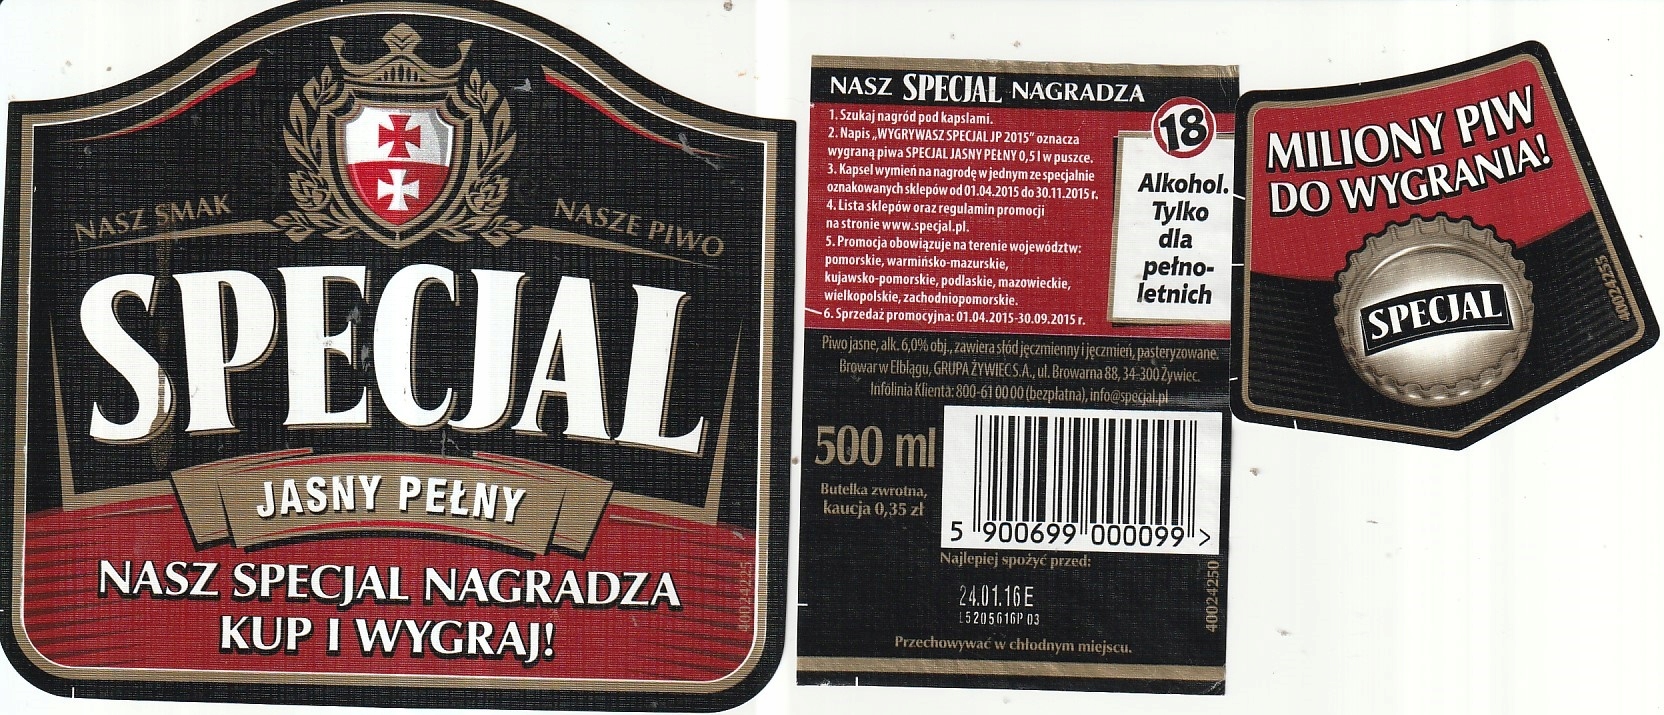 NASZ SMAK
NASZE PIWO
SPECJAL
JASNY PEŁNY
NASZ SPECJAL NAGRADZA
KUP I WYGRAJ!
40024225
NASZ SPECJAL NAGRADZA
1. Szukaj nagród pod kapslami.
2. Napis „WYGRYWASZ SPECJAL JP 2015” oznacza
wygraną piwa SPECJAL JASNY PEŁNY 0,5 l w puszce.
3. Kapsel wymień na nagrodę w jednym ze specjalnie
oznakowanych sklepów od 01.04.2015 do 30.11.2015 r.
4. Lista sklepów oraz regulamin promocji
na stronie www.specjal.pl.
5. Promocja obowiązuje na terenie województw:
pomorskie, warmińsko-mazurskie,
kujawsko-pomorskie, podlaskie, mazowieckie,
wielkopolskie, zachodniopomorskie.
6. Sprzedaż promocyjna: 01.04.2015-30.09.2015 r.
18
Alkohol.
Tylko
dla
pełno-
letnich
Piwo jasne, alk. 6,0% obj., zawiera słód jęczmienny i jęczmień, pasteryzowane.
Browar w Elblągu, GRUPA ŻYWIEC S.A., ul. Browarna 88, 34-300 Żywiec.
Infolinia Klienta: 800-61 00 00 (bezpłatna), info@specjal.pl
500 ml
Butelka zwrotna,
kaucja 0,35 zł
5 900699 000099 >
Najlepiej spożyć przed:
24.01.16 E
L5205616P 03
40024250
Przechowywać w chłodnym miejscu.
MILIONY PIW
DO WYGRANIA!
SPECJAL
40024255